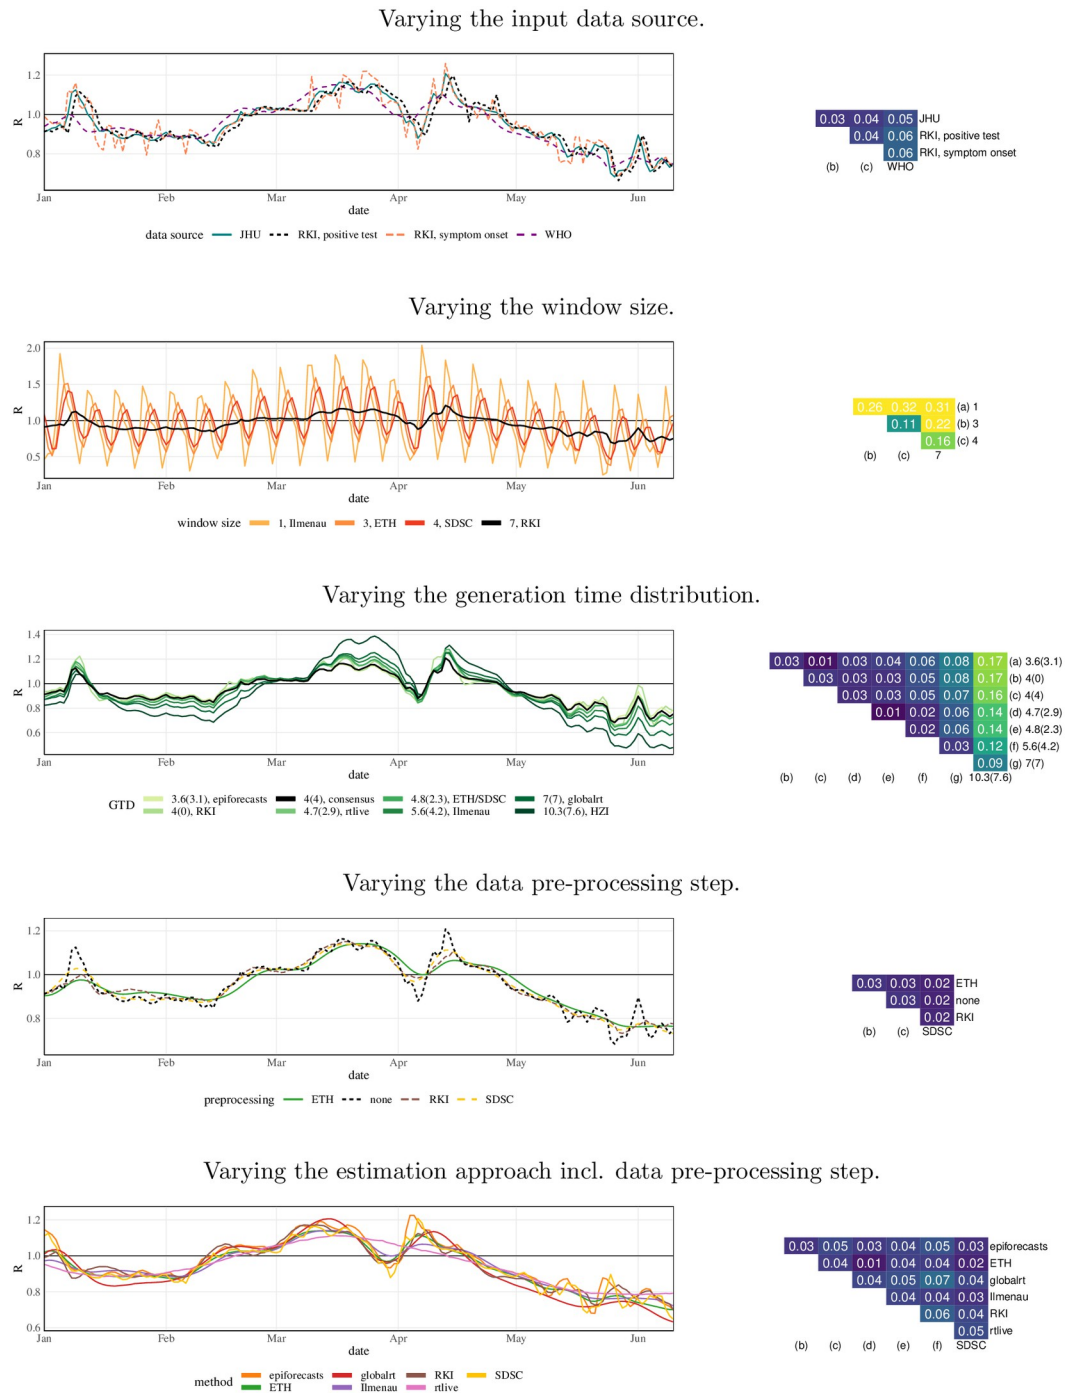 Varying the input data source.
1.2
1.0
0.8
R
Jan Feb Mar Apr May Jun
date
data source JHU RKI, positive test RKI, symptom onset WHO
0.03 0.04 0.05 JHU
0.04 0.06 RKI, positive test
0.06 RKI, symptom onset
(b) (c) WHO
Varying the window size.
2.0
1.5
1.0
0.5
R
Jan Feb Mar Apr May Jun
date
window size 1, Ilmenau 3, ETH 4, SDSC 7, RKI
0.26 0.32 0.31 (a) 1
0.11 0.22 (b) 3
0.16 (c) 4
(b) (c) 7
Varying the generation time distribution.
1.4
1.2
1.0
0.8
0.6
R
Jan Feb Mar Apr May Jun
date
GTD
3.6(3.1), epiforecasts 4(4), consensus 4.8(2.3), ETH/SDSC 7(7), globalrt
4(0), RKI 4.7(2.9), rtlive 5.6(4.2), Ilmenau 10.3(7.6), HZI
0.03 0.01 0.03 0.04 0.06 0.08 0.17 (a) 3.6(3.1)
0.03 0.03 0.03 0.05 0.08 0.17 (b) 4(0)
0.03 0.03 0.05 0.07 0.16 (c) 4(4)
0.01 0.02 0.06 0.14 (d) 4.7(2.9)
0.02 0.06 0.14 (e) 4.8(2.3)
0.03 0.12 (f) 5.6(4.2)
0.09 (g) 7(7)
(b) (c) (d) (e) (f) (g) 10.3(7.6)
Varying the data pre-processing step.
1.2
1.0
0.8
R
Jan Feb Mar Apr May Jun
date
preprocessing ETH none RKI SDSC
0.03 0.03 0.02 ETH
0.03 0.02 none
0.02 RKI
(b) (c) SDSC
Varying the estimation approach incl. data pre-processing step.
1.2
1.0
0.8
0.6
R
Jan Feb Mar Apr May Jun
date
method
epiforecasts globalrt RKI SDSC
ETH Ilmenau rtlive
0.03 0.05 0.03 0.04 0.05 0.03 epiforecasts
0.04 0.01 0.04 0.04 0.02 ETH
0.04 0.05 0.07 0.04 globalrt
0.04 0.04 0.03 Ilmenau
0.06 0.04 RKI
0.05 rtlive
(b) (c) (d) (e) (f) SDSC